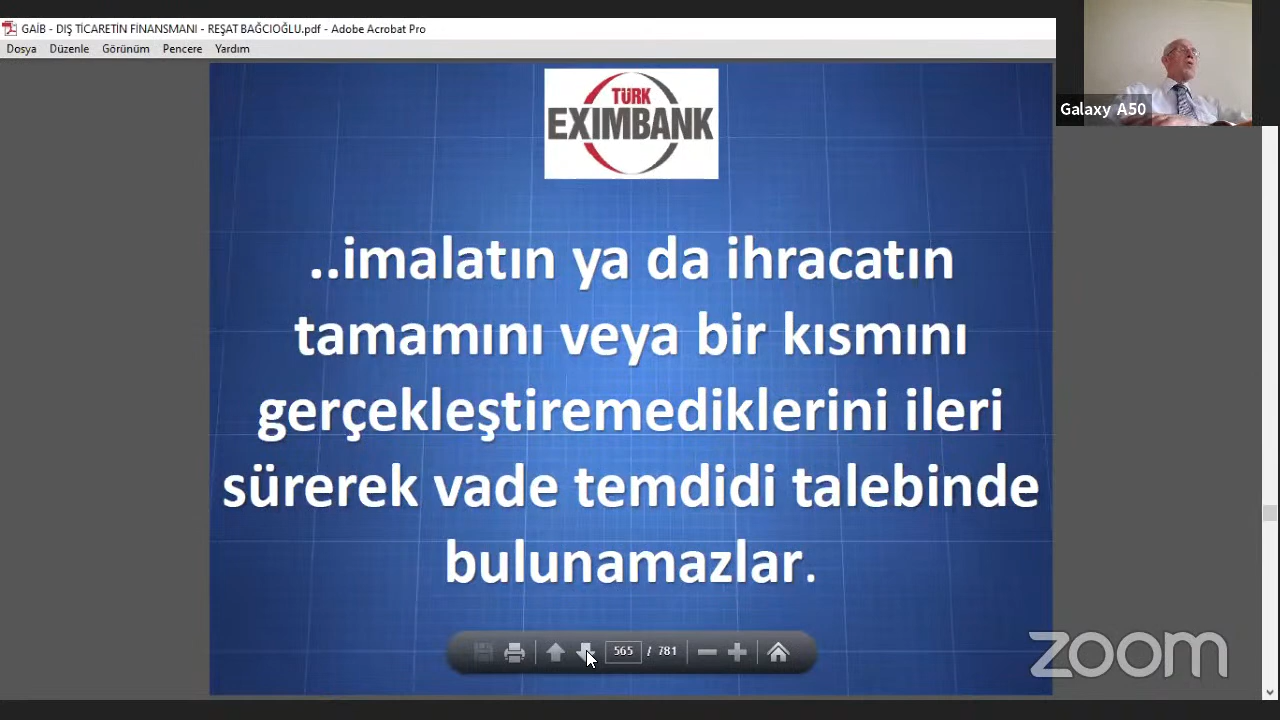 GAİB - DIŞ TİCARETİN FİNANSMANI - REŞAT BAĞCIOĞLU.pdf - Adobe Acrobat Pro
Dosya Düzenle Görünüm Pencere Yardım
Galaxy A50
TÜRK
EXIMBANK
..imalatın ya da ihracatın
tamamını veya bir kısmını
gerçekleştiremediklerini ileri
sürerek vade temdidi talebinde
bulunamazlar.
565 / 781
zoom